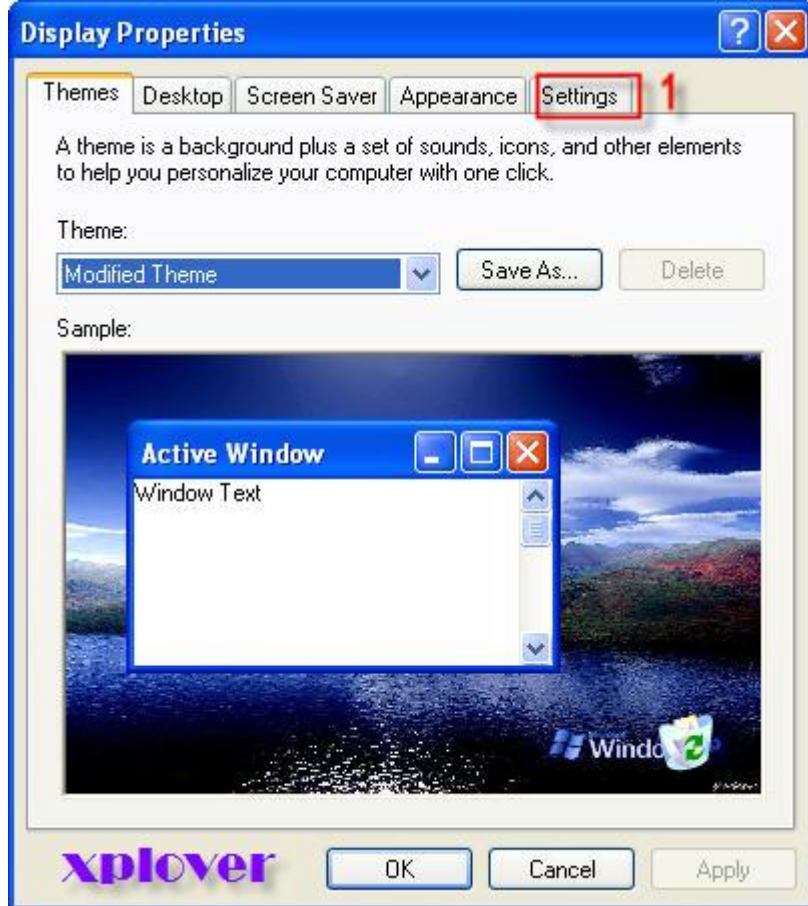 Display Properties
Themes Desktop Screen Saver Appearance Settings 1
A theme is a background plus a set of sounds, icons, and other elements
to help you personalize your computer with one click.
Theme:
Modified Theme Save As... Delete
Sample:
Active Window
Window Text
Windo
xplover OK Cancel Apply